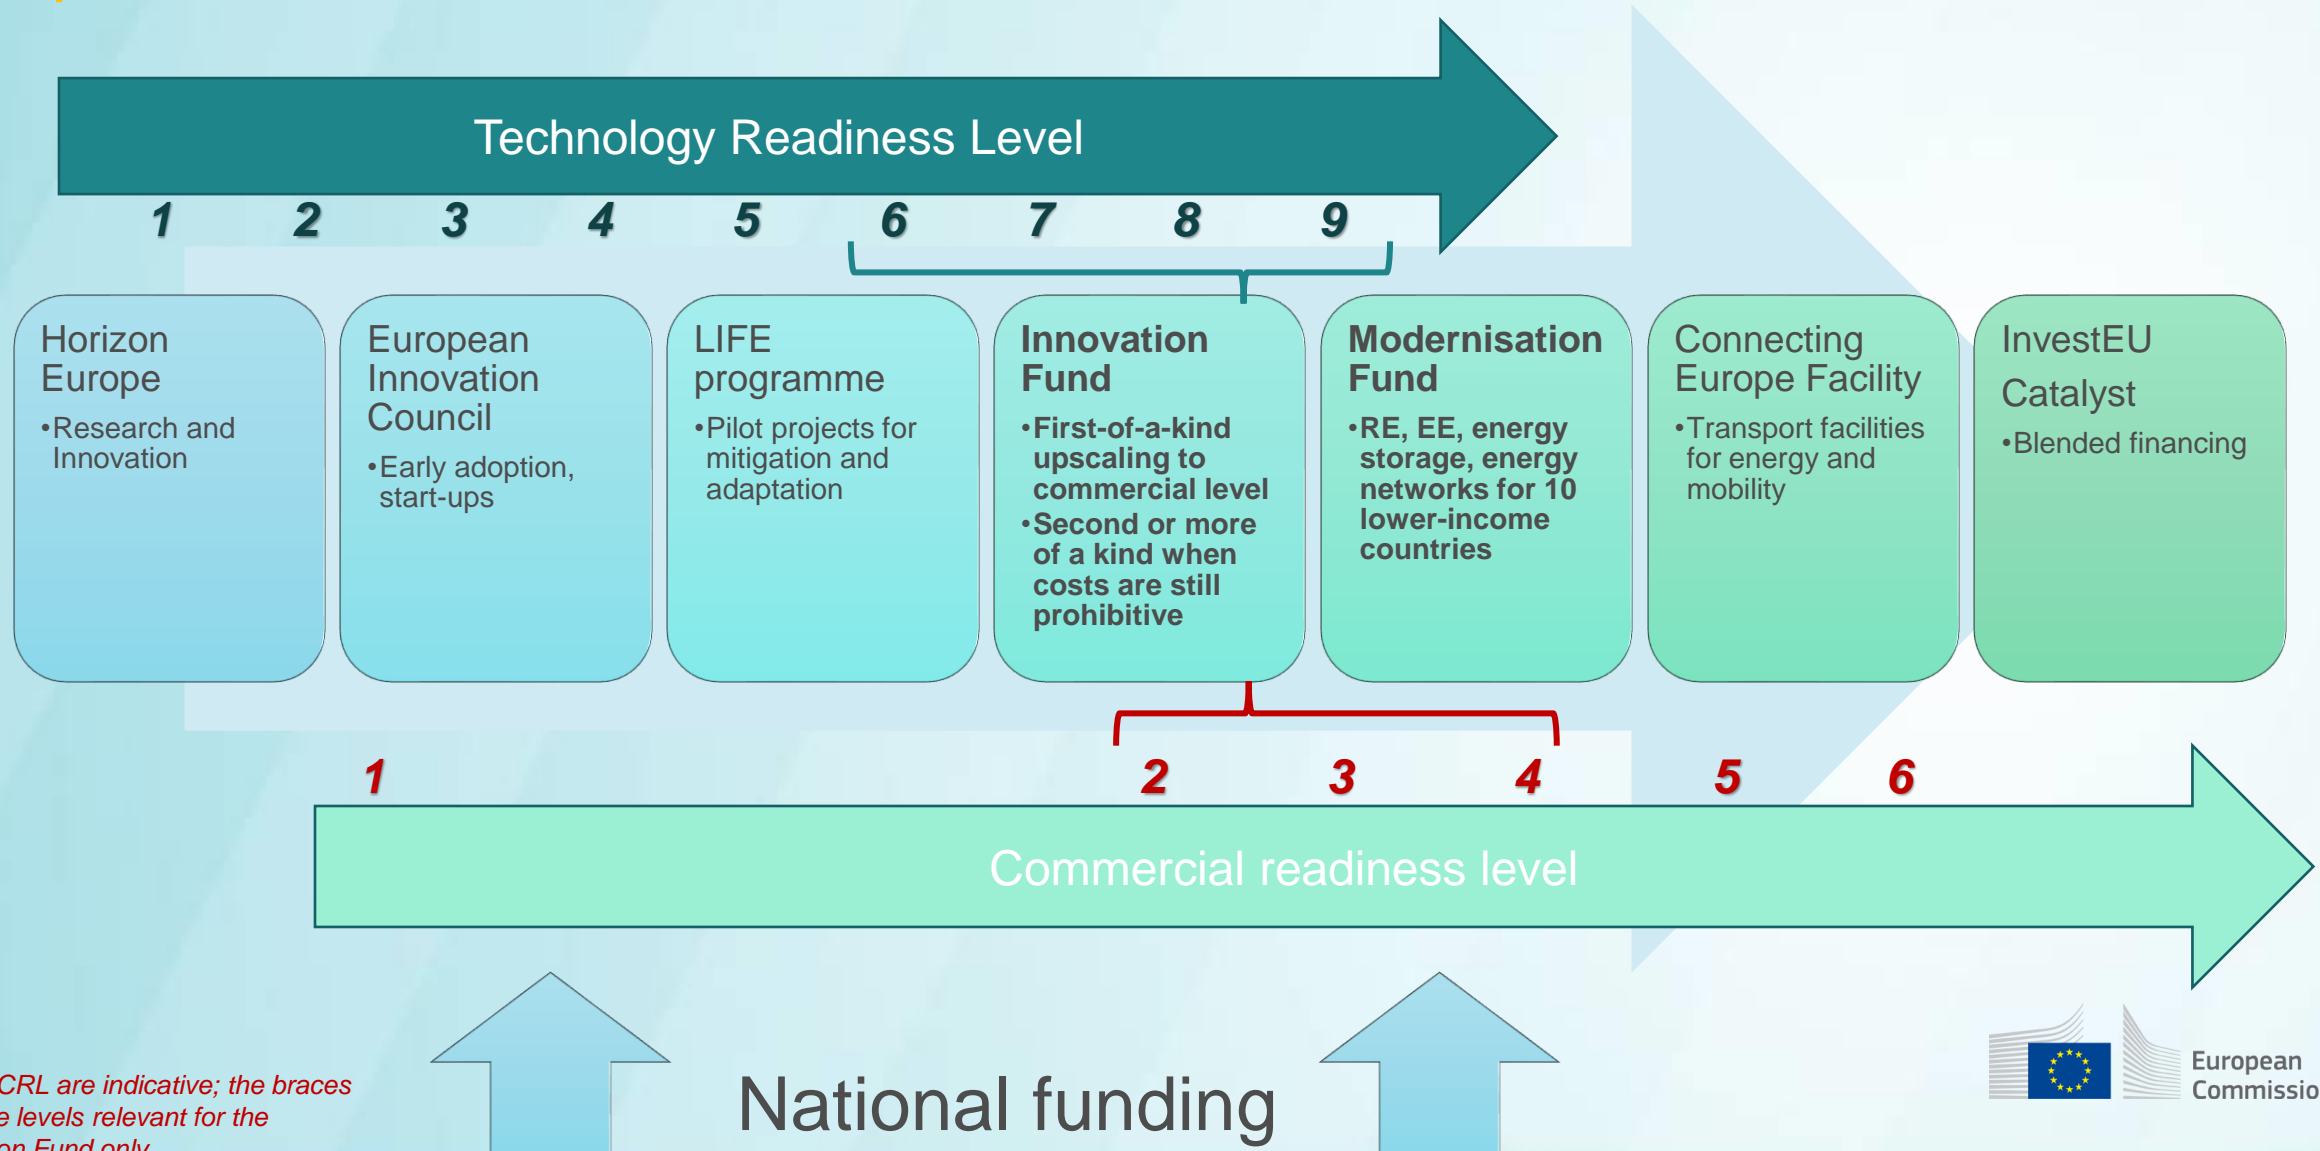 Technology Readiness Level
1 2 3 4 5 6 7 8 9
Horizon
Europe
•Research and
Innovation
European
Innovation
Council
•Early adoption,
start-ups
LIFE
programme
•Pilot projects for
mitigation and
adaptation
Innovation
Fund
•First-of-a-kind
upscaling to
commercial level
•Second or more
of a kind when
costs are still
prohibitive
Modernisation
Fund
•RE, EE, energy
storage, energy
networks for 10
lower-income
countries
Connecting
Europe Facility
•Transport facilities
for energy and
mobility
InvestEU
Catalyst
•Blended financing
1 2 3 4 5 6
Commercial readiness level
National funding
CRL are indicative; the braces
levels relevant for the
Fund only
European